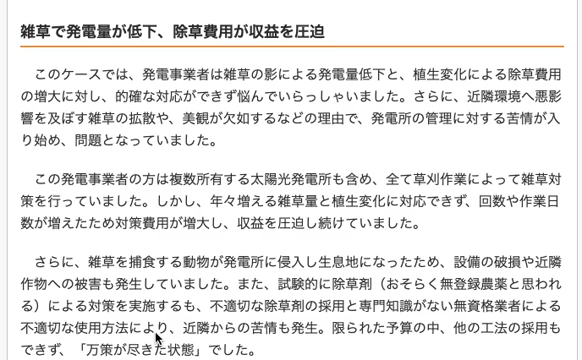 雑草で発電量が低下、除草費用が収益を圧迫
このケースでは、発電事業者は雑草の影による発電量低下と、植生変化による除草費用
の増大に対し、的確な対応ができず悩んでいらっしゃいました。さらに、近隣環境へ悪影
響を及ぼす雑草の拡散や、美観が欠如するなどの理由で、発電所の管理に対する苦情が入
り始め、問題となっていました。
この発電事業者の方は複数所有する太陽光発電所も含め、全て草刈作業によって雑草対
策を行っていました。しかし、年々増える雑草量と植生変化に対応できず、回数や作業日
数が増えたため対策費用が増大し、収益を圧迫し続けていました。
さらに、雑草を捕食する動物が発電所に侵入し生息地になったため、設備の破損や近隣
作物への被害も発生していました。また、試験的に除草剤（おそらく無登録農薬と思われ
る）による対策を実施するも、不適切な除草剤の採用と専門知識がない無資格業者による
不適切な使用方法により、近隣からの苦情も発生。限られた予算の中、他の工法の採用も
できず、「万策が尽きた状態」でした。